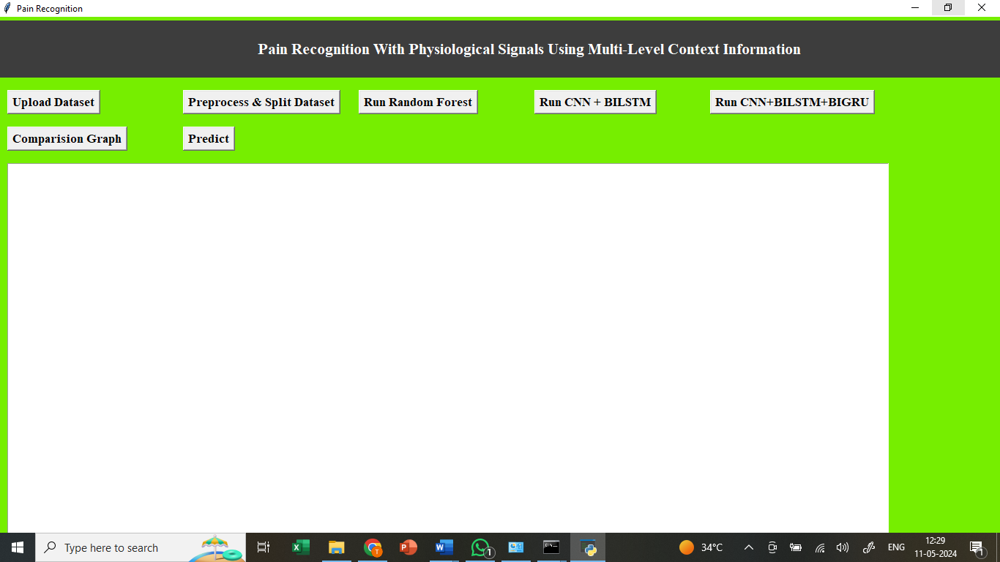 Pain Recognition
Pain Recognition With Physiological Signals Using Multi-Level Context Information
Upload Dataset
Preprocess & Split Dataset
Run Random Forest
Run CNN + BILSTM
Run CNN+BILSTM+BIGRU
Comparision Graph
Predict
Type here to search
T
1
34°C
ENG
12:29
11-05-2024
1